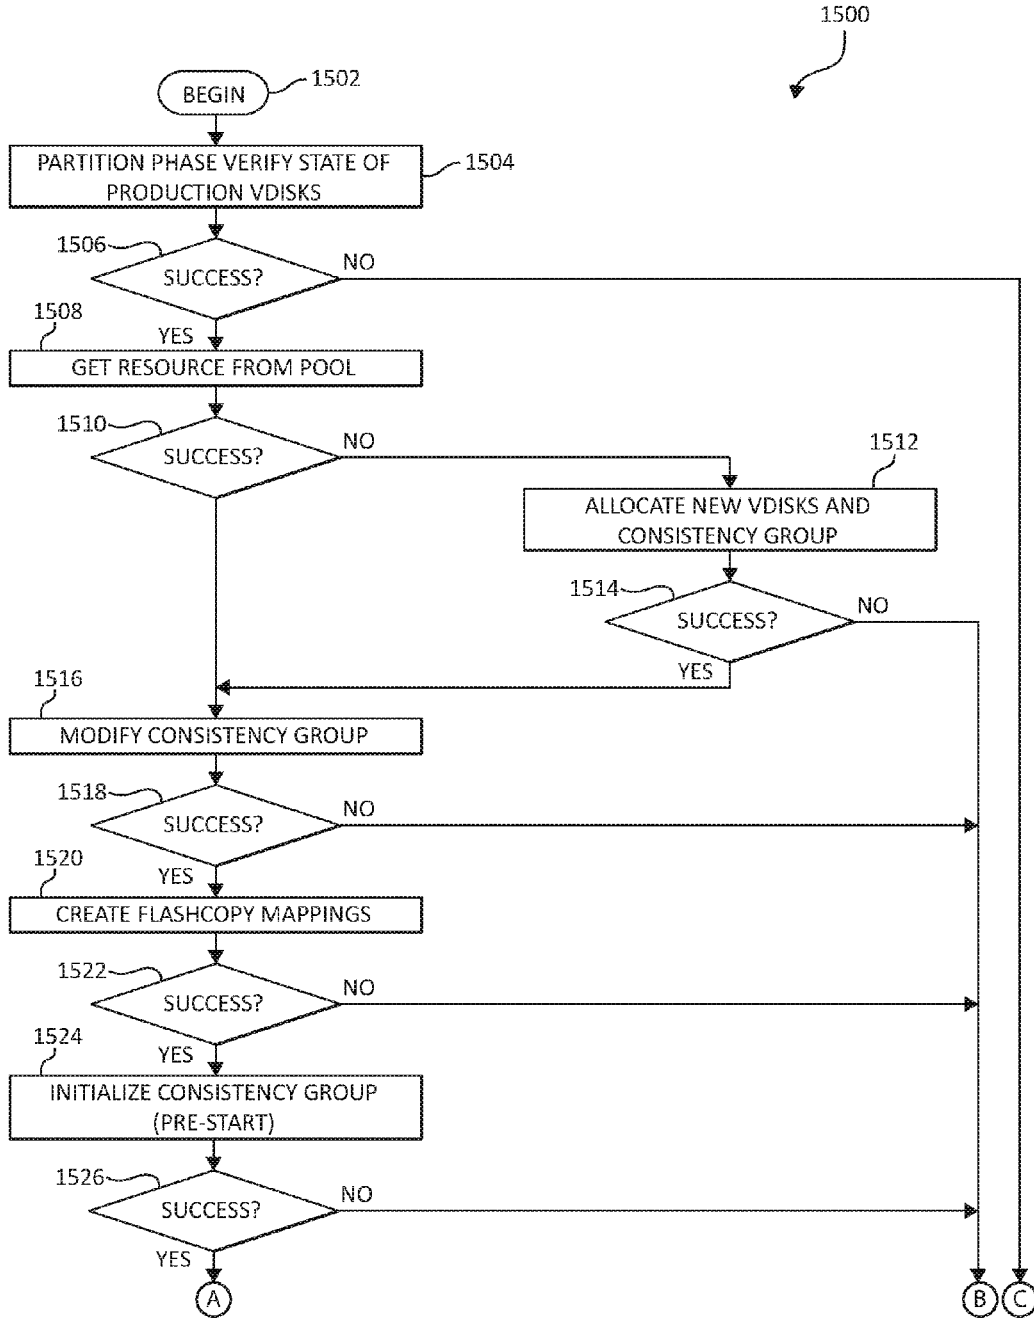 1500
1502
BEGIN
PARTITION PHASE VERIFY STATE OF
PRODUCTION VDISKS
1504
1506
SUCCESS?
NO
1508
YES
GET RESOURCE FROM POOL
1510
SUCCESS?
NO
1512
ALLOCATE NEW VDISKS AND
CONSISTENCY GROUP
1514
SUCCESS?
NO
YES
1516
MODIFY CONSISTENCY GROUP
1518
SUCCESS?
NO
1520
YES
CREATE FLASHCOPY MAPPINGS
1522
SUCCESS?
NO
1524
YES
INITIALIZE CONSISTENCY GROUP
(PRE-START)
1526
SUCCESS?
NO
YES
A
B
C